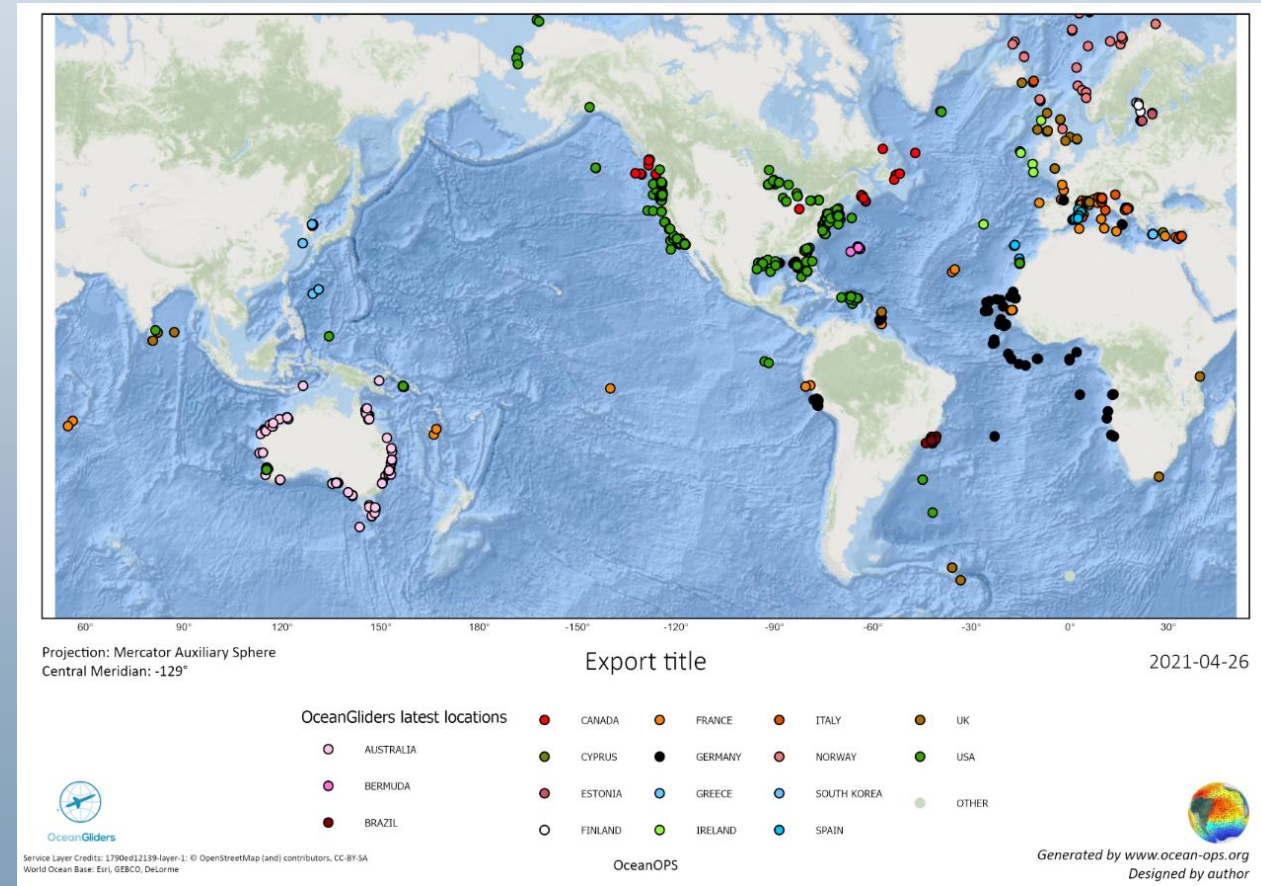 60° 90° 120° 150° 180° -150° -120° -90° -60° -30° 0° 30°
Projection: Mercator Auxiliary Sphere
Central Meridian: -129°
Export title
2021-04-26
OceanGliders latest locations
AUSTRALIA
BERMUDA
BRAZIL
CANADA
CYPRUS
ESTONIA
FINLAND
FRANCE
GERMANY
GREECE
IRELAND
ITALY
NORWAY
SOUTH KOREA
SPAIN
UK
USA
OTHER
OceanGliders
Service Layer Credits: 1790ed12139-layer-1: © OpenStreetMap (and) contributors, CC-BY-SA
World Ocean Base: Esri, GEBCO, DeLorme
OceanOPS
Generated by www.ocean-ops.org
Designed by author